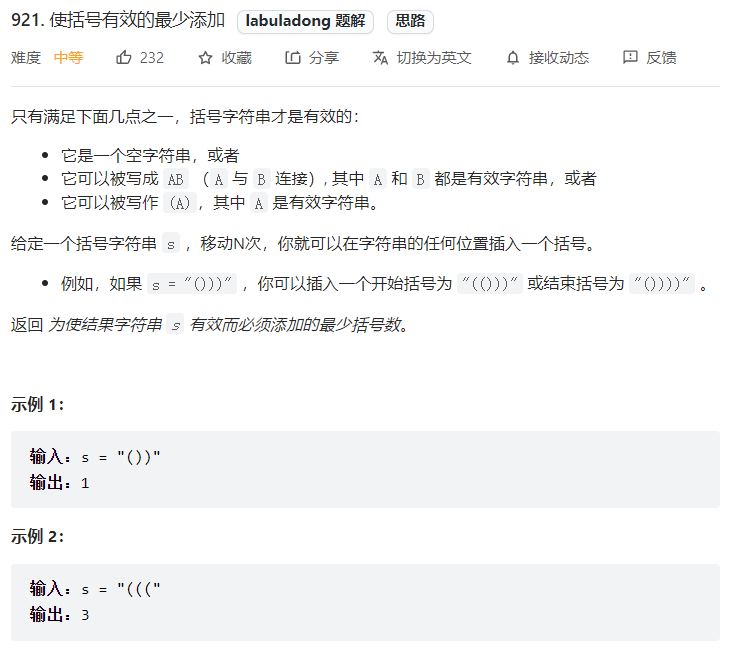 921. 使括号有效的最少添加 labuladong 题解 思路
难度 中等 232 收藏 分享 切换为英文 接收动态 反馈
只有满足下面几点之一，括号字符串才是有效的：
• 它是一个空字符串，或者
• 它可以被写成 AB （A 与 B 连接）, 其中 A 和 B 都是有效字符串，或者
• 它可以被写作 (A)，其中 A 是有效字符串。
给定一个括号字符串 s ，移动N次，你就可以在字符串的任何位置插入一个括号。
• 例如，如果 s = "()))" ，你可以插入一个开始括号为 "(()))" 或结束括号为 "())))" 。
返回 为使结果字符串 s 有效而必须添加的最少括号数。
示例 1：
输入：s = "())"
输出：1
示例 2：
输入：s = "((("
输出：3